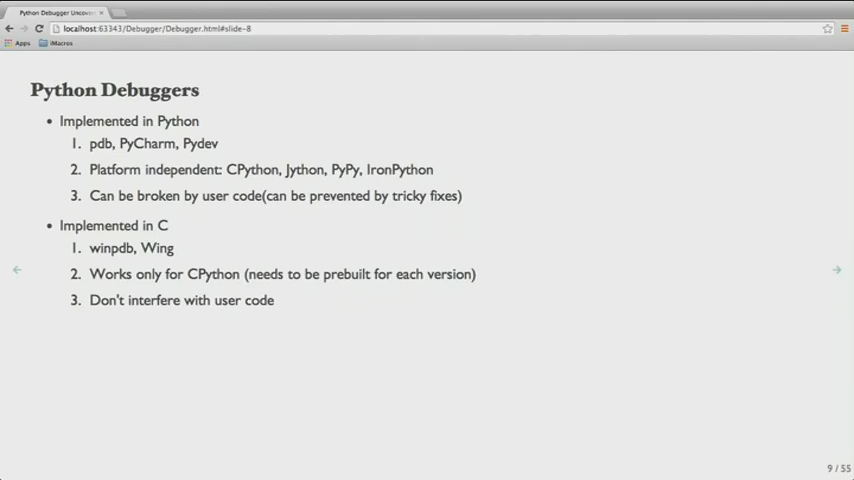 Python Debugger Uncover
localhost:63343/Debugger/Debugger.html#slide-8
Apps iMacros
Python Debuggers
• Implemented in Python
1. pdb, PyCharm, Pydev
2. Platform independent: CPython, Jython, PyPy, IronPython
3. Can be broken by user code(can be prevented by tricky fixes)
• Implemented in C
1. winpdb, Wing
2. Works only for CPython (needs to be prebuilt for each version)
3. Don't interfere with user code
9 / 55